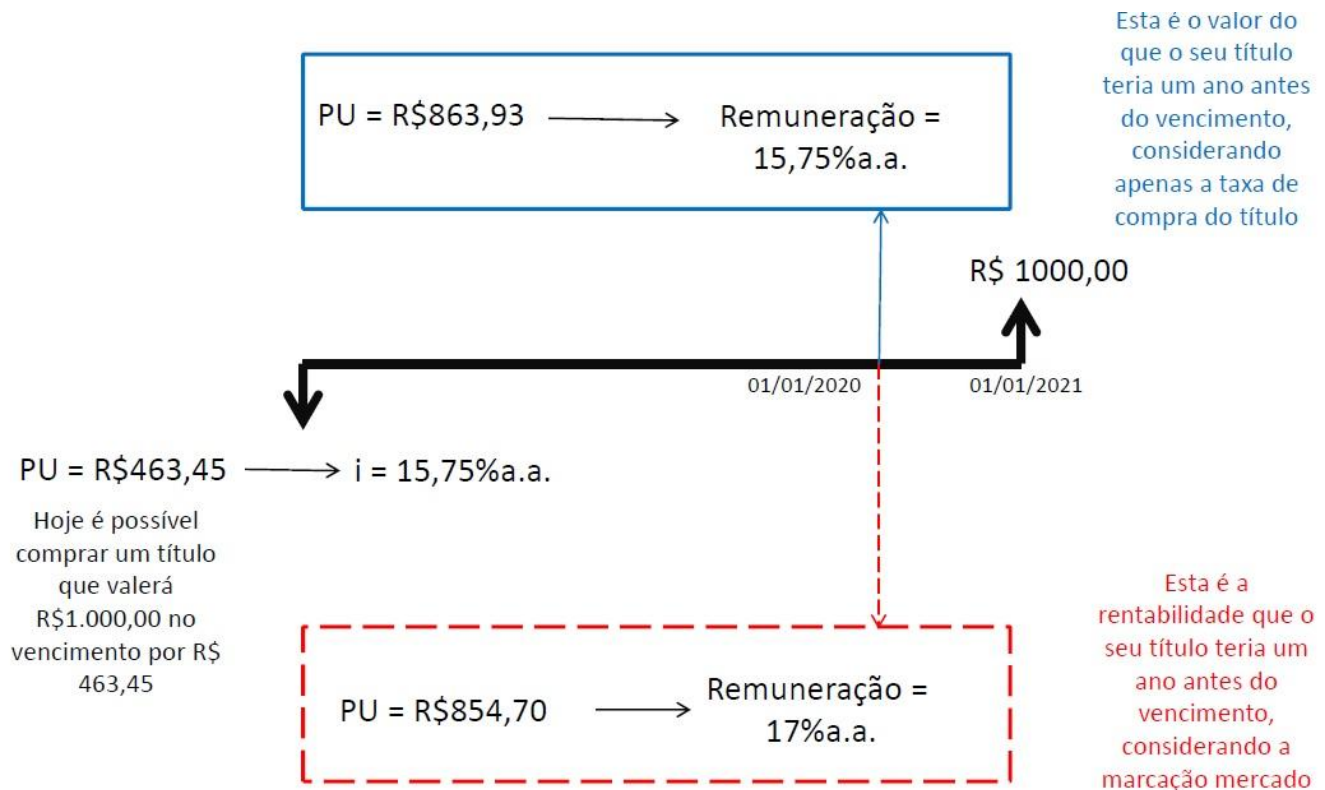 Esta é o valor do
que o seu título
teria um ano antes
do vencimento,
considerando
apenas a taxa de
compra do título
PU = R$863,93
Remuneração =
15,75%a.a.
R$ 1000,00
01/01/2020
01/01/2021
PU = R$463,45
i = 15,75%a.a.
Hoje é possível
comprar um título
que valerá
R$1.000,00 no
vencimento por R$
463,45
PU = R$854,70
Remuneração =
17%a.a.
Esta é a
rentabilidade que o
seu título teria um
ano antes do
vencimento,
considerando a
marcação mercado